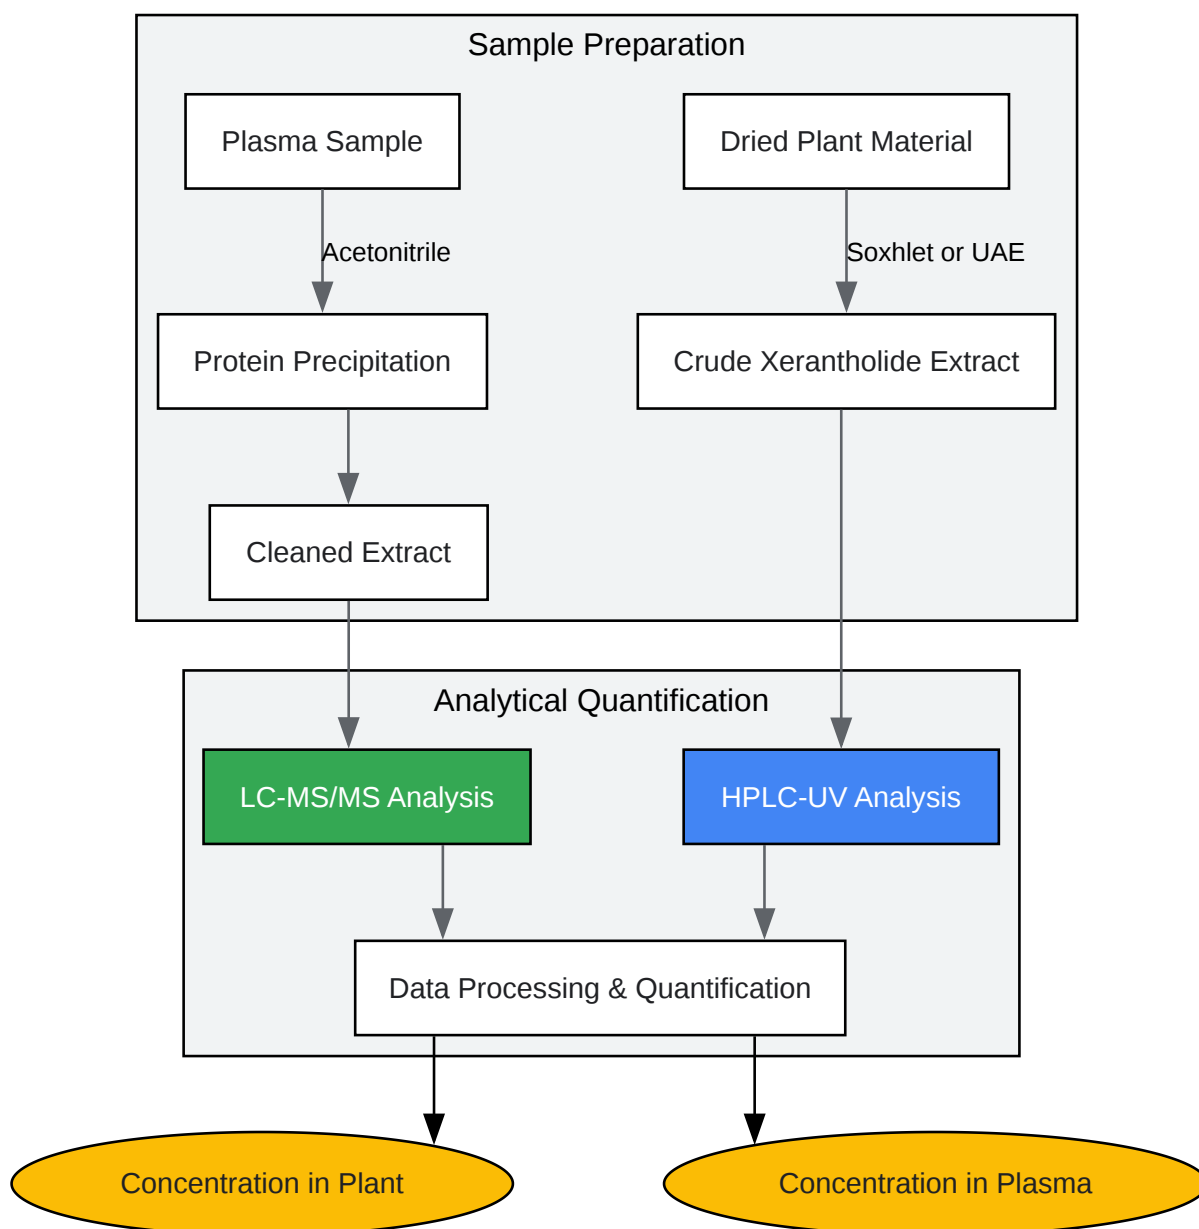 Sample Preparation
Plasma Sample
Dried Plant Material
Acetonitrile
Soxhlet or UAE
Protein Precipitation
Crude Xerantholide Extract
Cleaned Extract
Analytical Quantification
LC-MS/MS Analysis
HPLC-UV Analysis
Data Processing & Quantification
Concentration in Plant
Concentration in Plasma